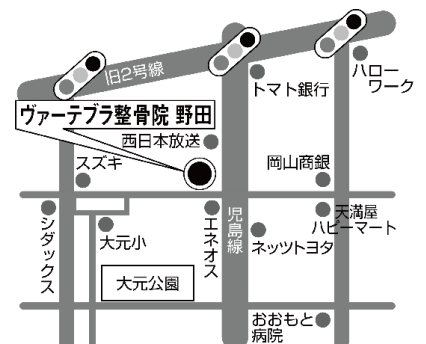 旧2号線
ハロー
ワーク
トマト銀行
ヴァーテブラ整骨院 野田
西日本放送
スズキ
岡山商銀
シダックス
大元小
エネオス
児島線
ネッツトヨタ
天満屋
ハピーマート
大元公園
おおもと
病院